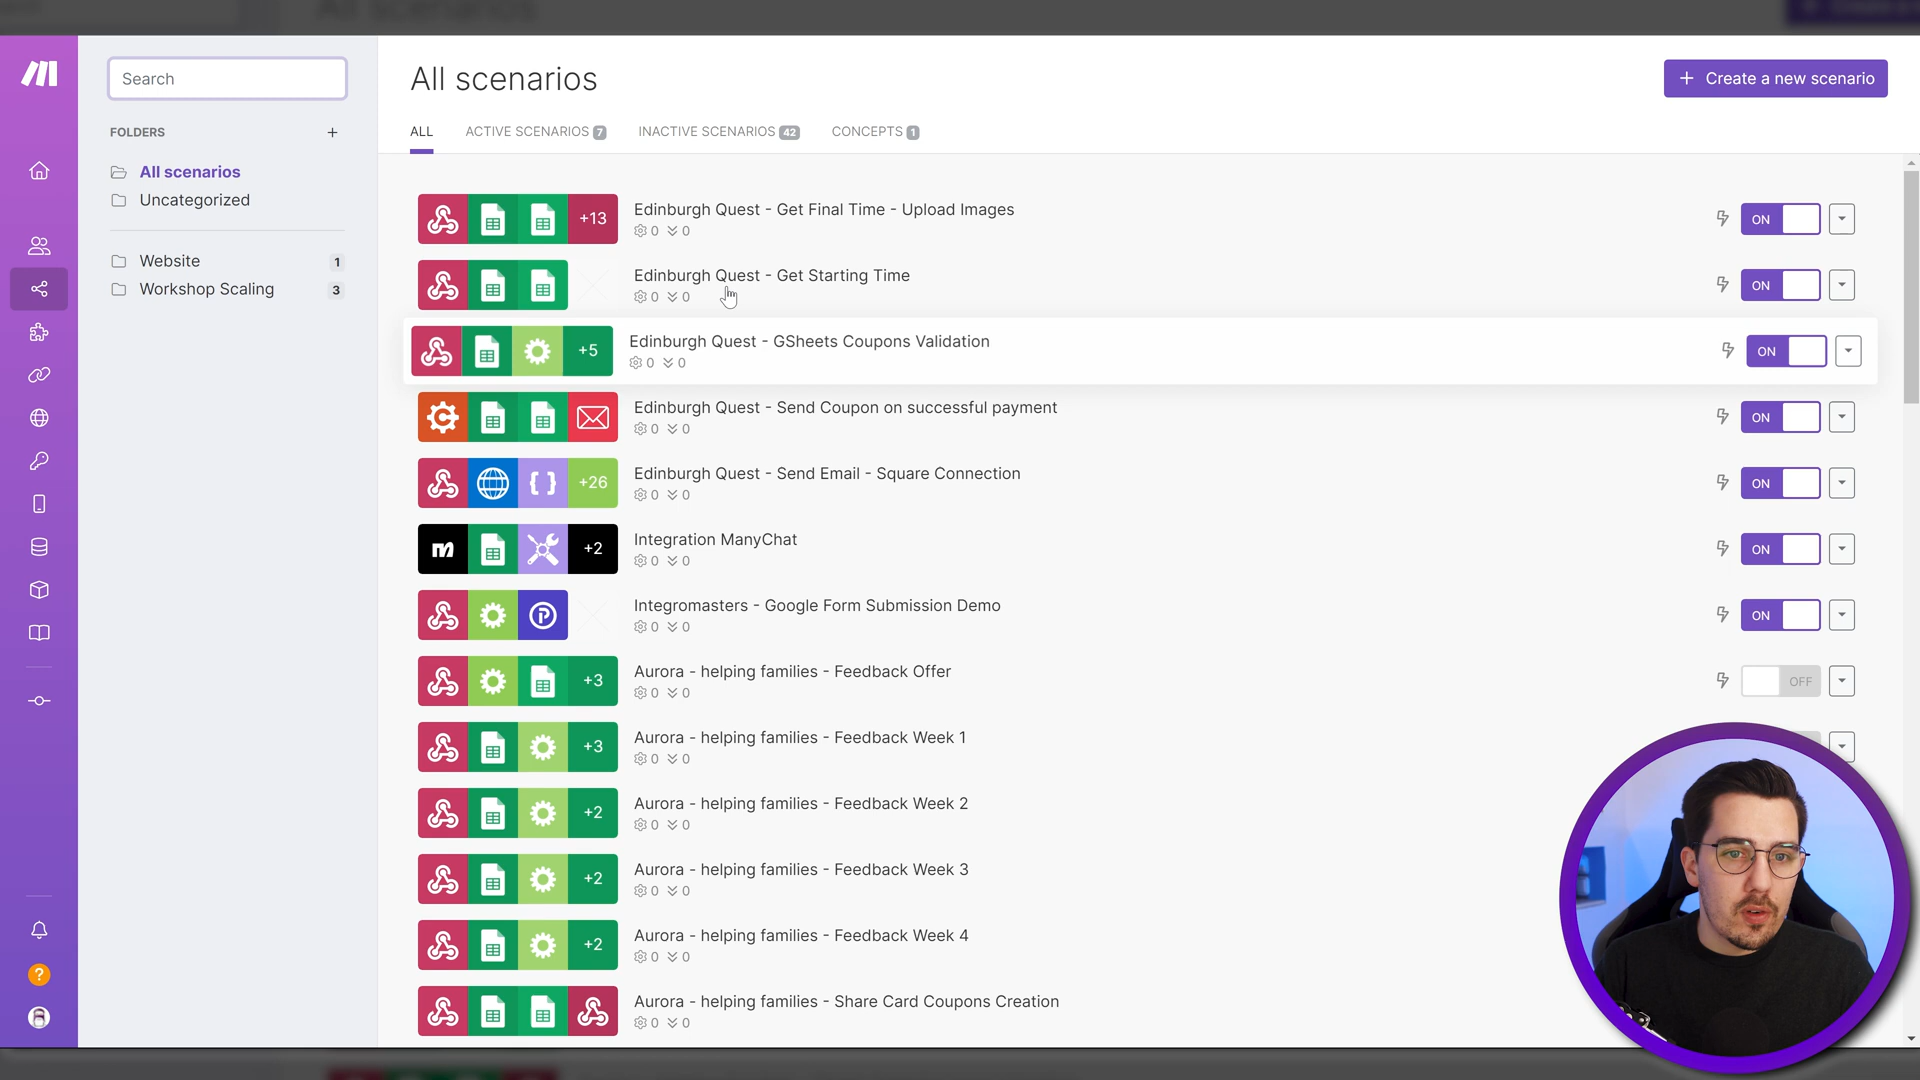 All scenarios
Search
All scenarios
+ Create a new scenario
FOLDERS +
ALL
ACTIVE SCENARIOS 7
INACTIVE SCENARIOS 42
CONCEPTS 1
All scenarios
Uncategorized
Website 1
Workshop Scaling 3
+13
Edinburgh Quest - Get Final Time - Upload Images
0 0
ON
Edinburgh Quest - Get Starting Time
0 0
ON
+5
Edinburgh Quest - GSheets Coupons Validation
0 0
ON
Edinburgh Quest - Send Coupon on successful payment
0 0
ON
+26
Edinburgh Quest - Send Email - Square Connection
0 0
ON
+2
Integration ManyChat
0 0
ON
Integromasters - Google Form Submission Demo
0 0
ON
+3
Aurora - helping families - Feedback Offer
0 0
OFF
+3
Aurora - helping families - Feedback Week 1
0 0
+2
Aurora - helping families - Feedback Week 2
0 0
+2
Aurora - helping families - Feedback Week 3
0 0
+2
Aurora - helping families - Feedback Week 4
0 0
Aurora - helping families - Share Card Coupons Creation
0 0
?